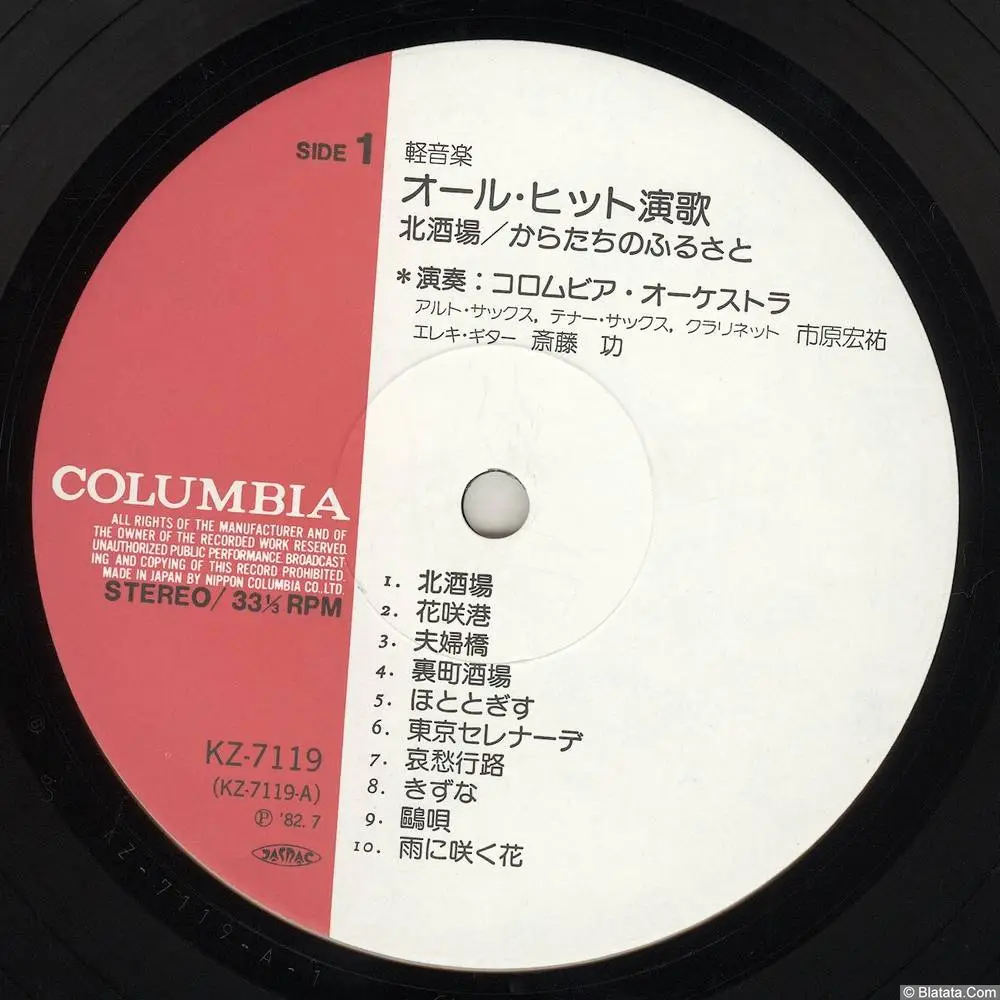 SIDE 1
軽音楽
オール・ヒット演歌
北酒場／からたちのふるさと
*演奏：コロムビア・オーケストラ
アルト・サックス, テナー・サックス, クラリネット 市原宏祐
エレキ・ギター 斎藤 功
COLUMBIA
ALL RIGHTS OF THE MANUFACTURER AND OF
THE OWNER OF THE RECORDED WORK RESERVED.
UNAUTHORIZED PUBLIC PERFORMANCE. BROADCAST
ING AND COPYING OF THIS RECORD PROHIBITED.
MADE IN JAPAN BY NIPPON COLUMBIA CO., LTD.
STEREO/ 33⅓ RPM
1. 北酒場
2. 花咲港
3. 夫婦橋
4. 裏町酒場
5. ほととぎす
6. 東京セレナーデ
7. 哀愁行路
8. きずな
9. 鷗唄
10. 雨に咲く花
KZ-7119
(KZ-7119-A)
Ⓟ '82. 7
JASRAC
KZ-7119-A-1
© Blatata.Com